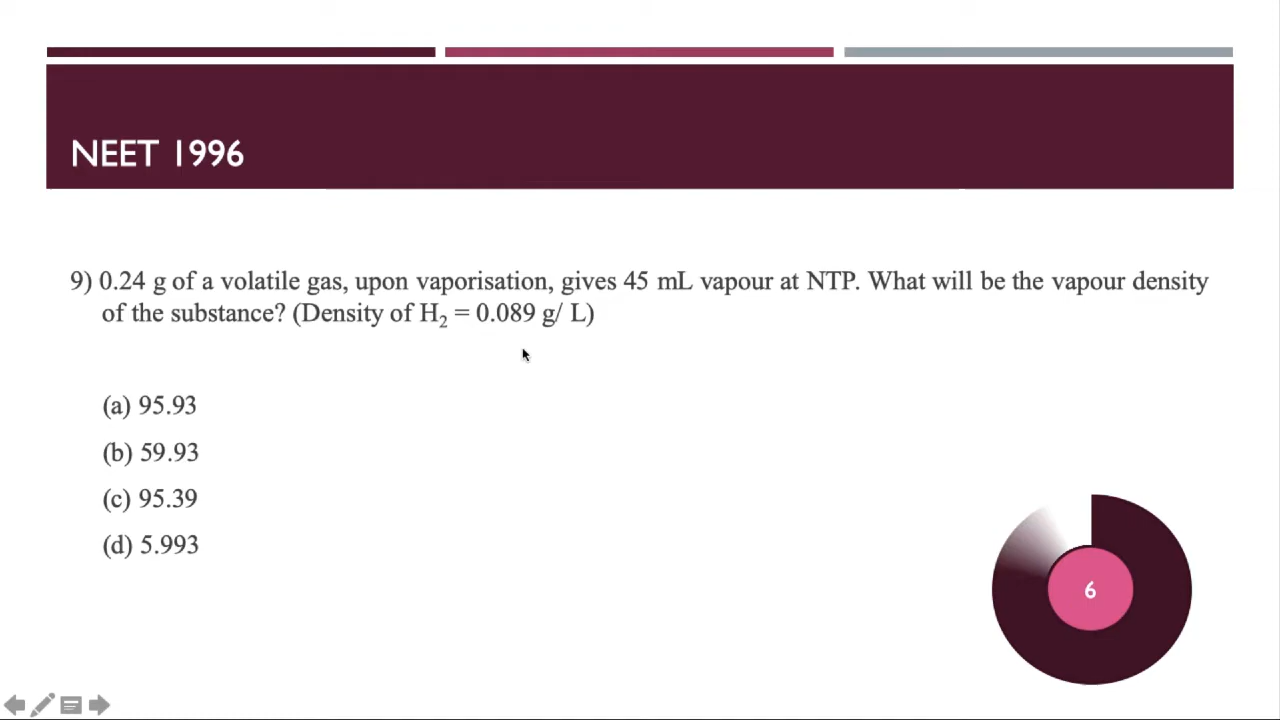 NEET 1996
9) 0.24 g of a volatile gas, upon vaporisation, gives 45 mL vapour at NTP. What will be the vapour density
of the substance? (Density of H₂ = 0.089 g/ L)
(a) 95.93
(b) 59.93
(c) 95.39
(d) 5.993
6